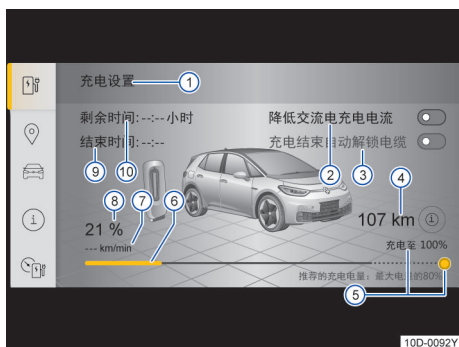 充电设置 1
剩余时间:--:--小时
降低交流电充电电流
结束时间:--:--
充电结束自动解锁电缆
9 10 2 3 4
8 7 6
21 %
107 km
--- km/min
充电至 100%
推荐的充电电量：最大电量的80%
5
10D-0092Y